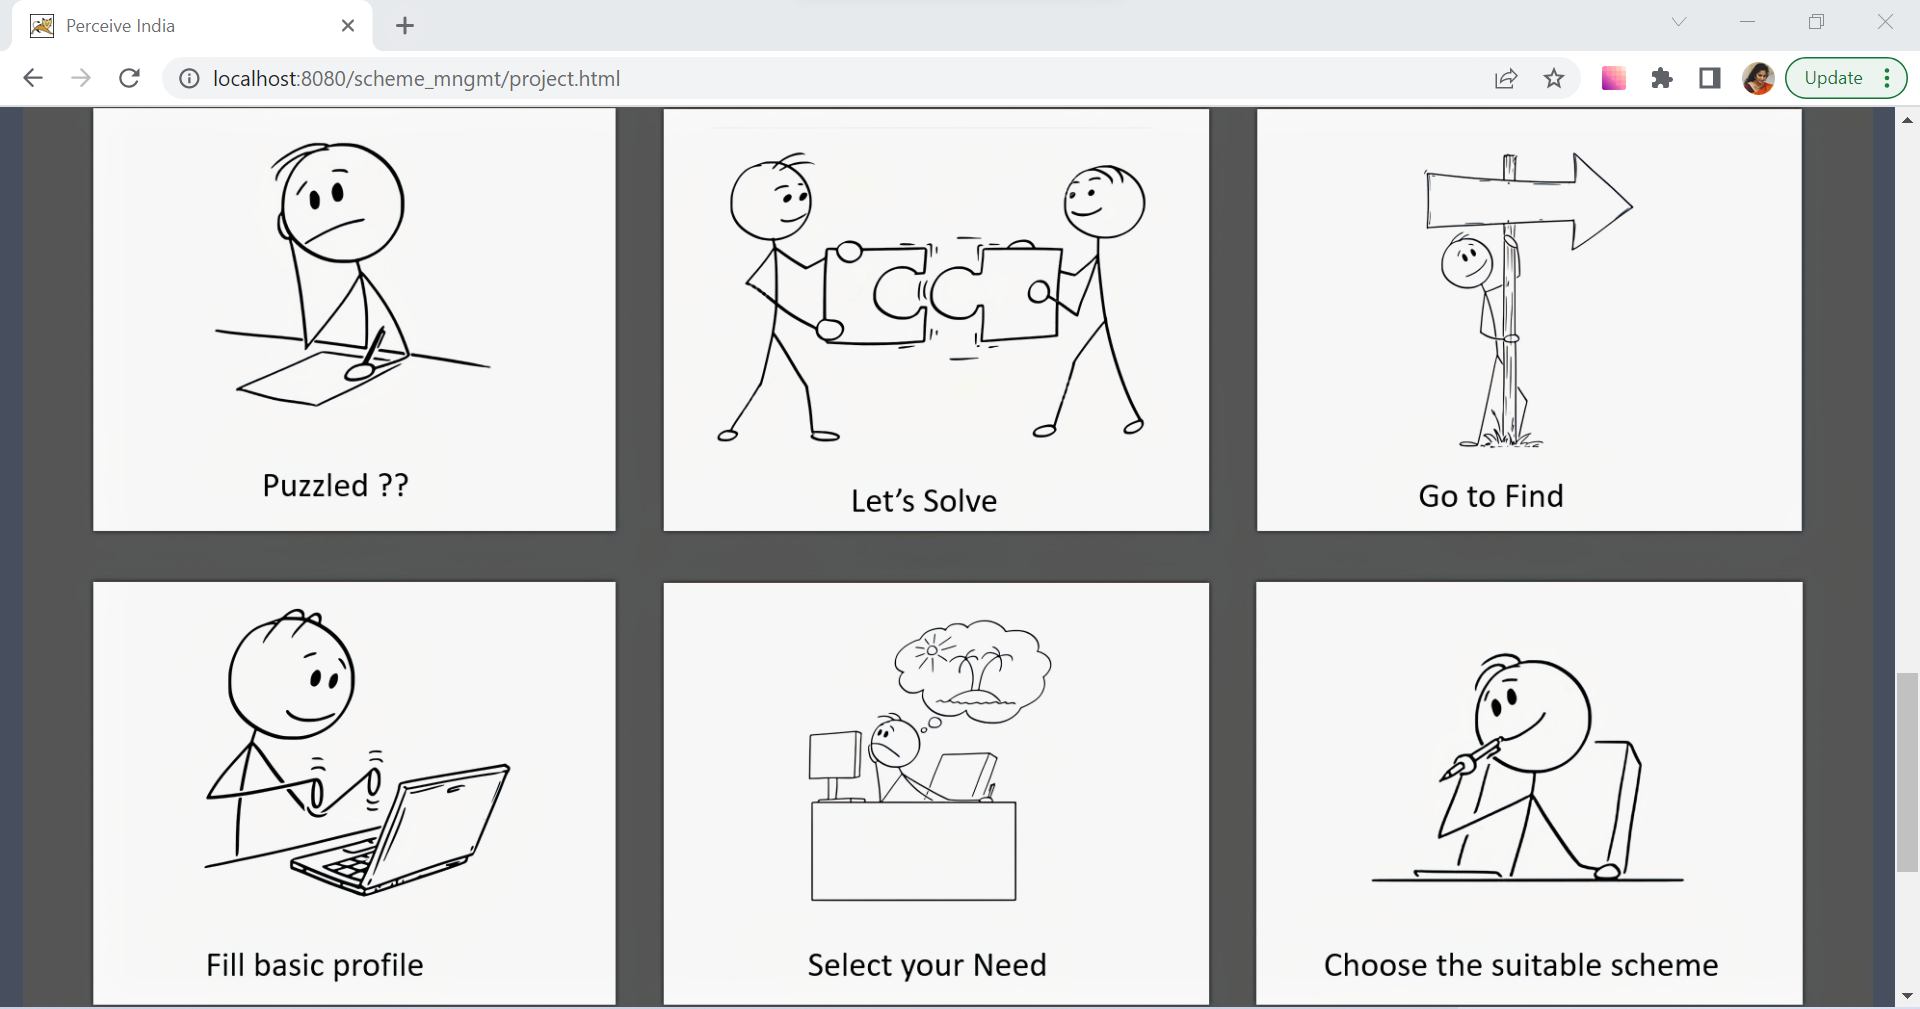 Perceive India
localhost:8080/scheme_mngmt/project.html
Update
Puzzled ??
Let’s Solve
Go to Find
Fill basic profile
Select your Need
Choose the suitable scheme